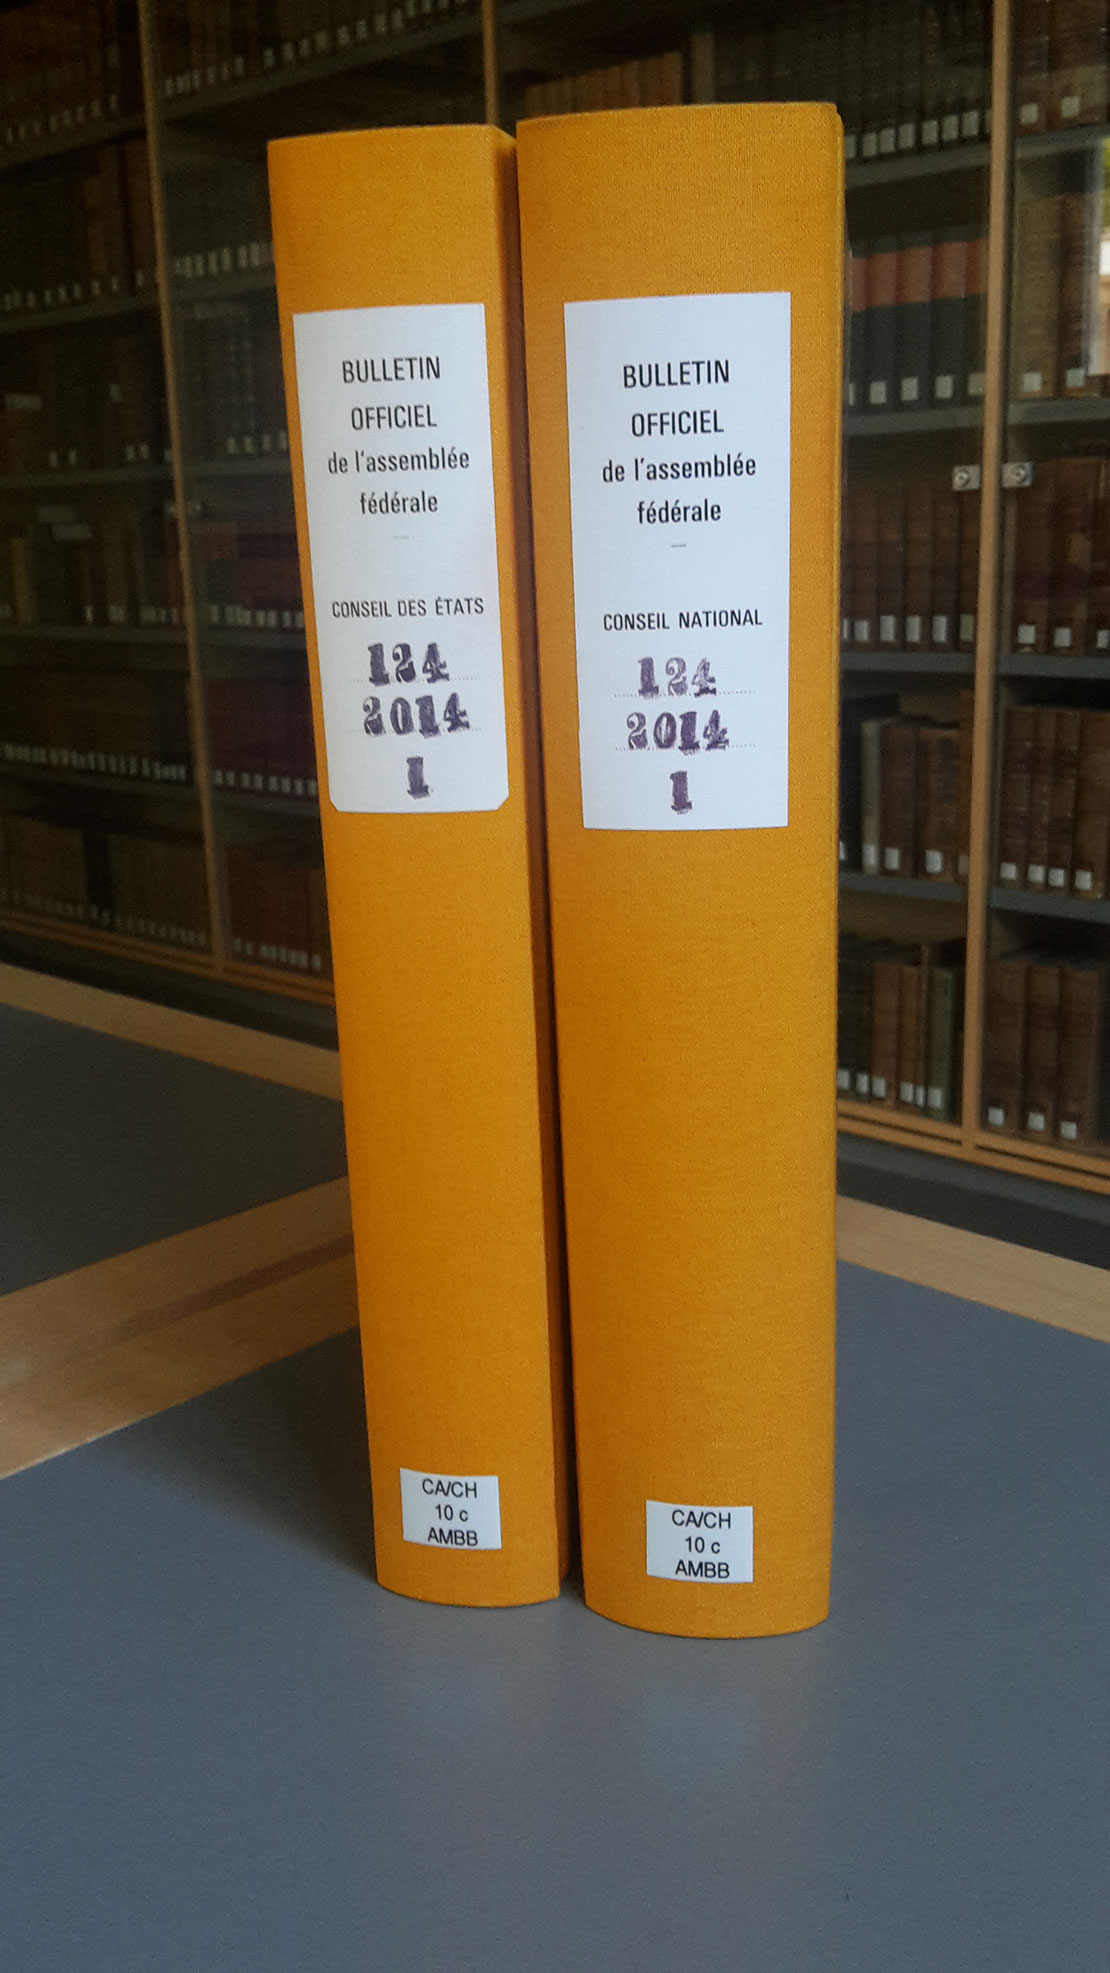 BULLETIN
OFFICIEL
de l'assemblée
fédérale
CONSEIL DES ÉTATS
124
2014
1
CA/CH
10 c
AMBB
BULLETIN
OFFICIEL
de l'assemblée
fédérale
CONSEIL NATIONAL
124
2014
1
CA/CH
10 c
AMBB